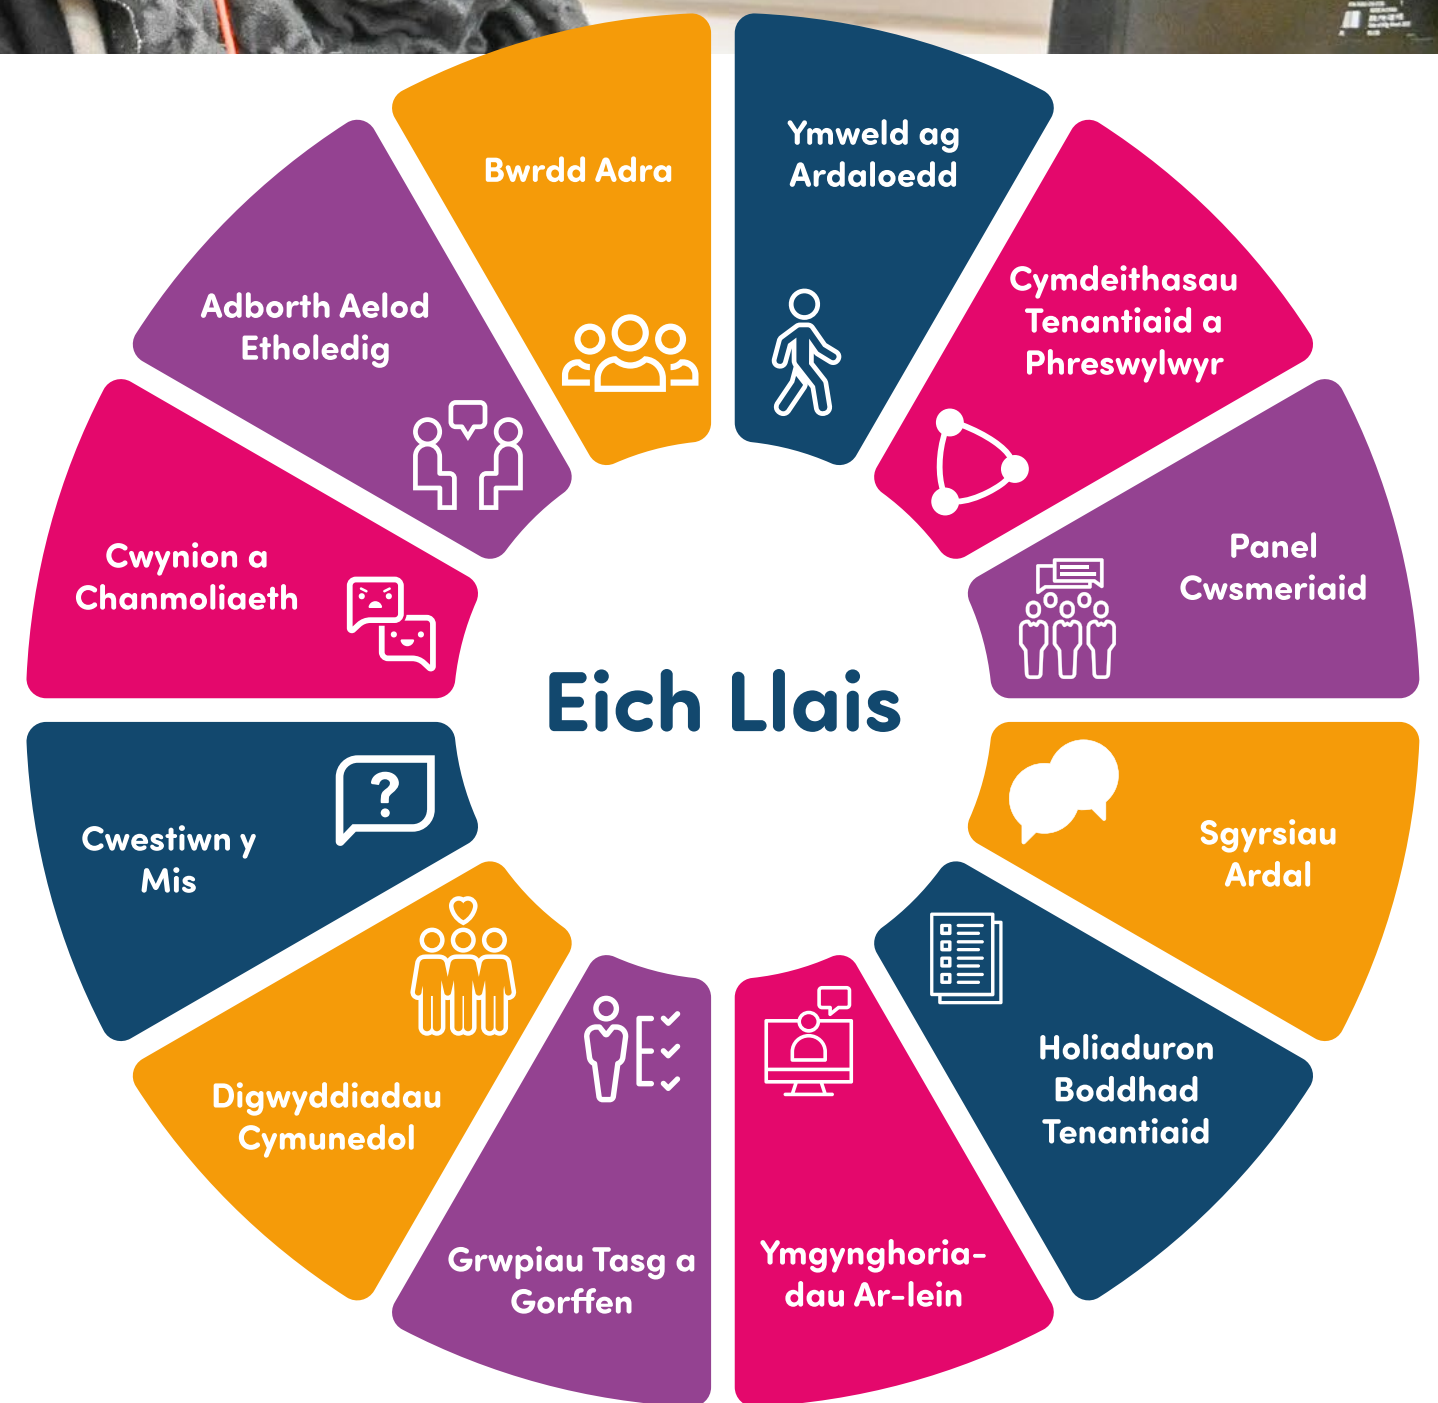 Bwrdd Adra
Ymweld ag
Ardaloedd
Cymdeithasau
Tenantiaid a
Phreswylwyr
Panel
Cwsmeriaid
Sgyrsiau
Ardal
Holiaduron
Boddhad
Tenantiaid
Ymgynghoria-
dau Ar-lein
Grwpiau Tasg a
Gorffen
Digwyddiadau
Cymunedol
Cwestiwn y
Mis
?
Cwynion a
Chanmoliaeth
Adborth Aelod
Etholedig
Eich Llais